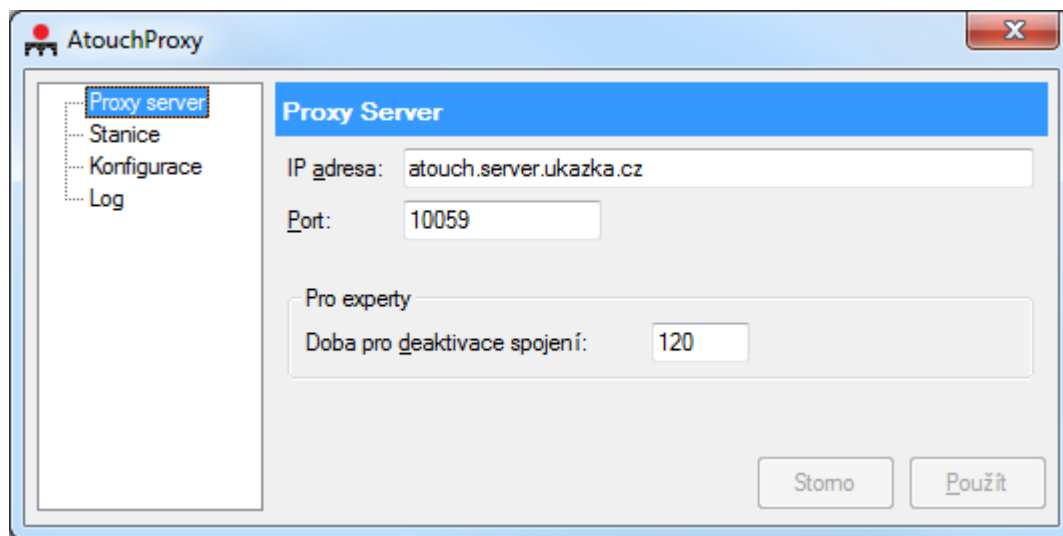 AtouchProxy
Proxy server
Stanice
Konfigurace
Log
Proxy Server
IP adresa: atouch.server.ukazka.cz
Port: 10059
Pro experty
Doba pro deaktivace spojení: 120
Storno Použít